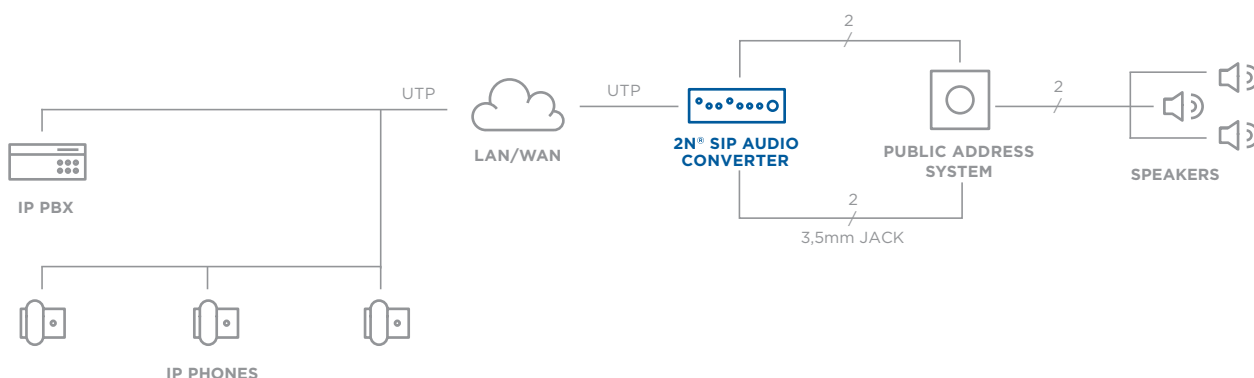 2
UTP
UTP
2
LAN/WAN
2N® SIP AUDIO
CONVERTER
PUBLIC ADDRESS
SYSTEM
SPEAKERS
IP PBX
2
3,5mm JACK
IP PHONES